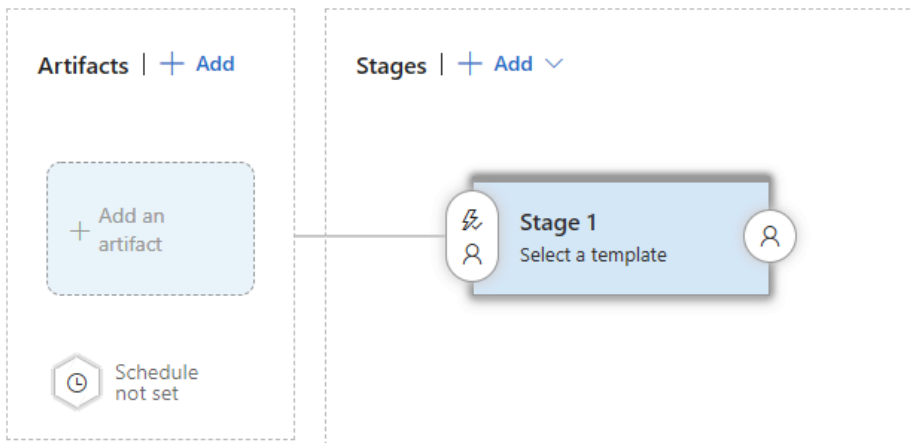 Artifacts | + Add
Stages | + Add
Add an
artifact
Stage 1
Select a template
Schedule
not set